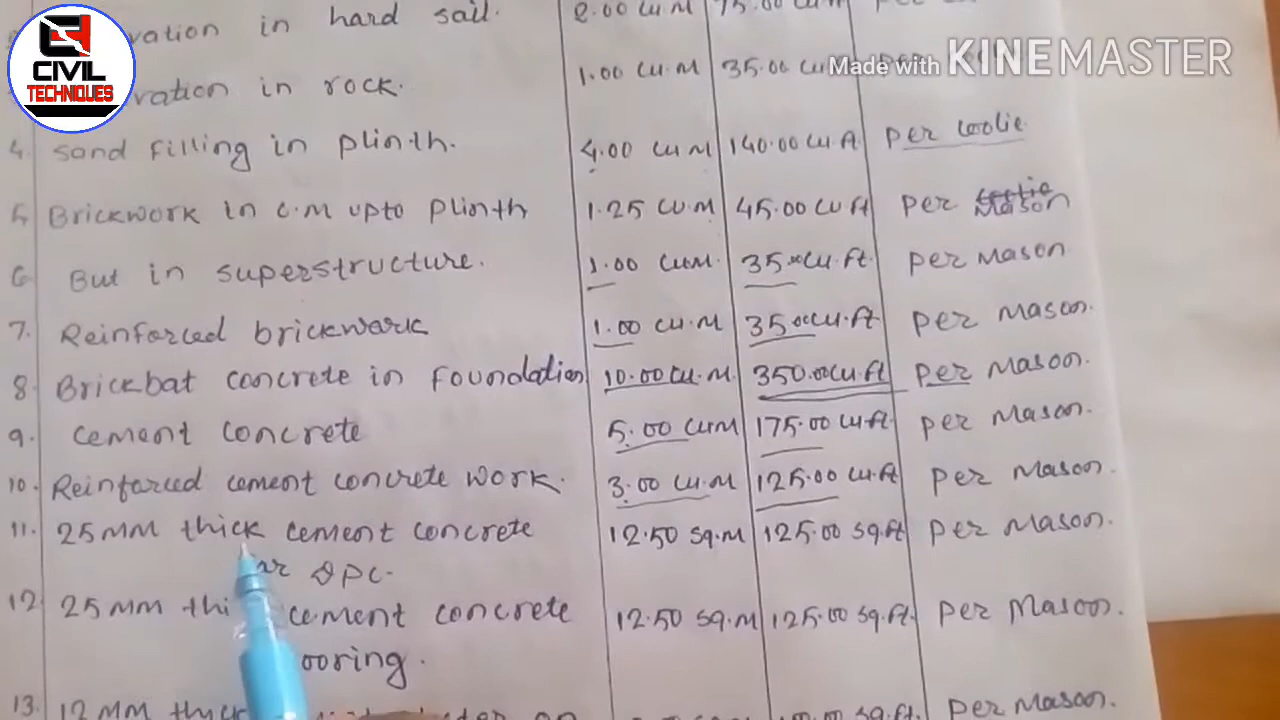 vation in hard sail. 2.00 cu.M 75.00 cu.ft
CIVIL
TECHNIQUES
Made with KINEMASTER
vation in rock. 1.00 cu.M 35.00 cu
4. Sand filling in plinth. 4.00 cu M 140.00 cu.ft per coolie
5. Brickwork in c.m upto plinth 1.25 cu.M 45.00 cu ft per Mason
6. But in superstructure. 1.00 cu.M. 35.00 cu.ft. per Mason
7. Reinforced brickwork 1.00 cu.M 35.00 cu.ft per Mason.
8. Brickbat concrete in foundation 10.00 cu.M. 350.00 cu.ft per Mason.
9. cement concrete 5.00 cu.M 175.00 cu.ft. per Mason.
10. Reinforced cement concrete work. 3.00 cu.M 125.00 cu.ft per Mason.
11. 25 MM thick cement concrete 12.50 sq.M 125.00 sq.ft per Mason.
DPC.
12. 25 MM thi cement concrete 12.50 sq.M 125.00 sq.ft. per Mason.
ooring.
13. 12 MM thick sq.ft. per Mason.